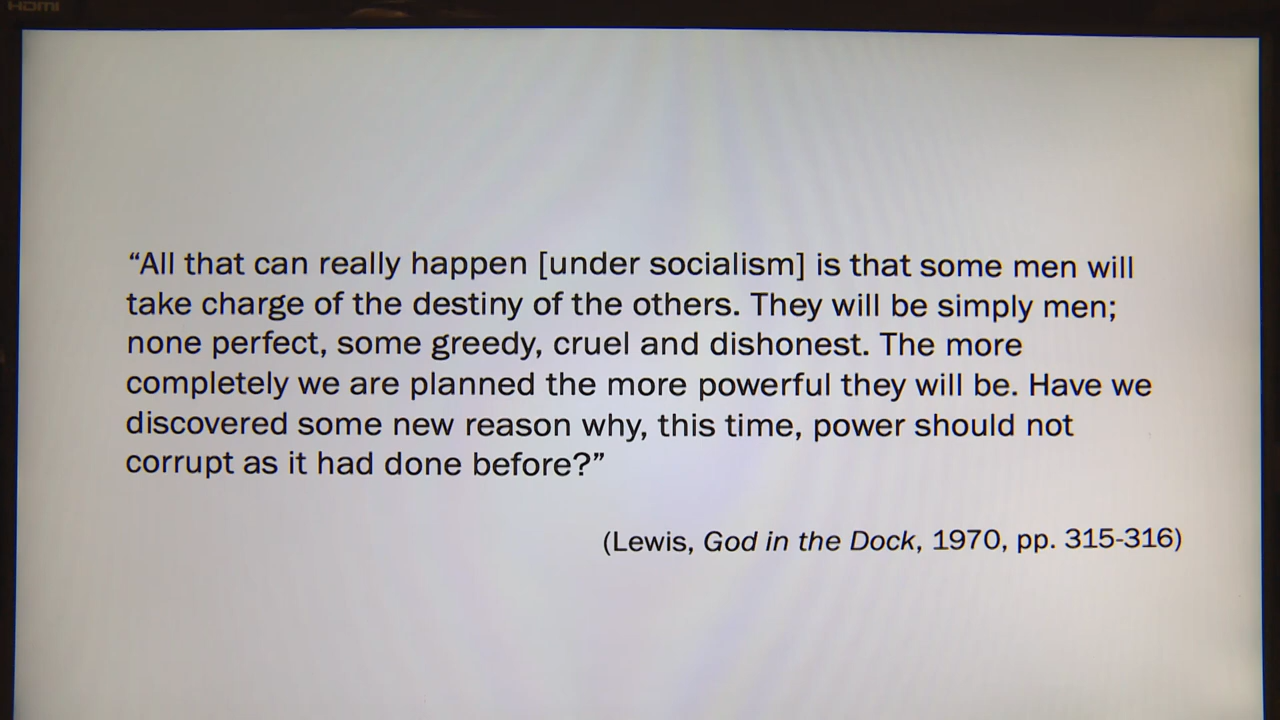 HDMI
“All that can really happen [under socialism] is that some men will
take charge of the destiny of the others. They will be simply men;
none perfect, some greedy, cruel and dishonest. The more
completely we are planned the more powerful they will be. Have we
discovered some new reason why, this time, power should not
corrupt as it had done before?”
(Lewis, God in the Dock, 1970, pp. 315-316)